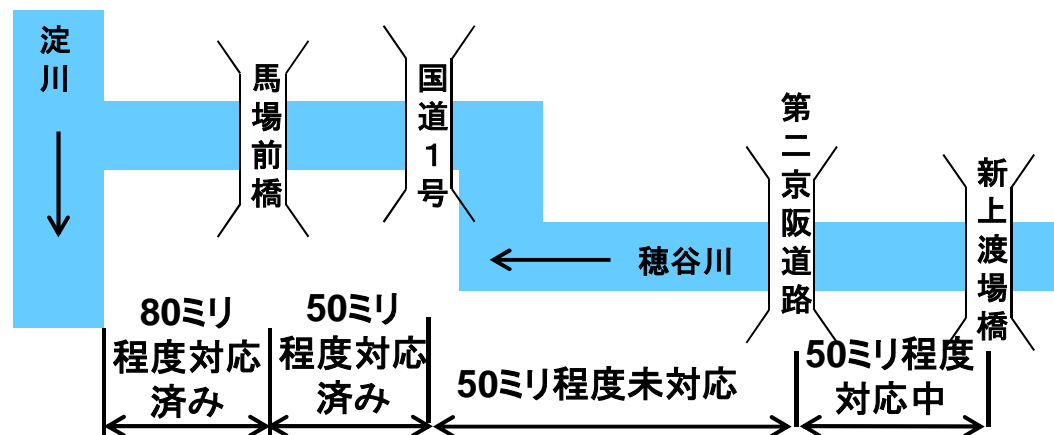 淀川
馬場前橋
国道１号
第二京阪道路
新上渡場橋
穂谷川
80ミリ
程度対応
済み
50ミリ
程度対応
済み
50ミリ程度未対応
50ミリ程度
対応中